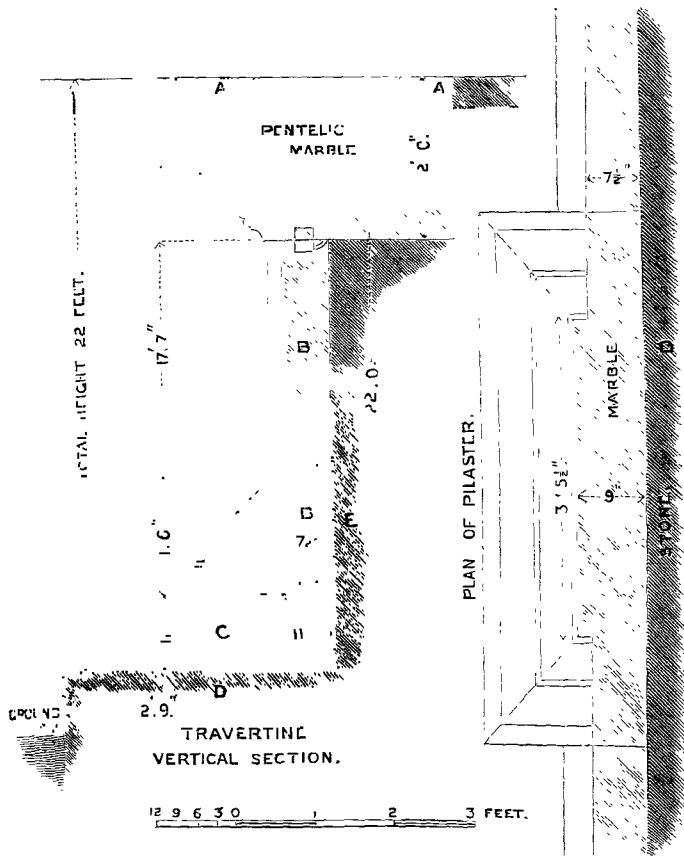 A A
PENTELIC
MARBLE
7½"
TOTAL HEIGHT 22 FEET.
17'.7"
B
22.0.
PLAN OF PILASTER.
MARBLE
3' 5½"
9"
STONE.
B
E
1.6"
C
D
GROUND
2.9."
TRAVERTINE
VERTICAL SECTION.
12 9 6 3 0 1 2 3 FEET.